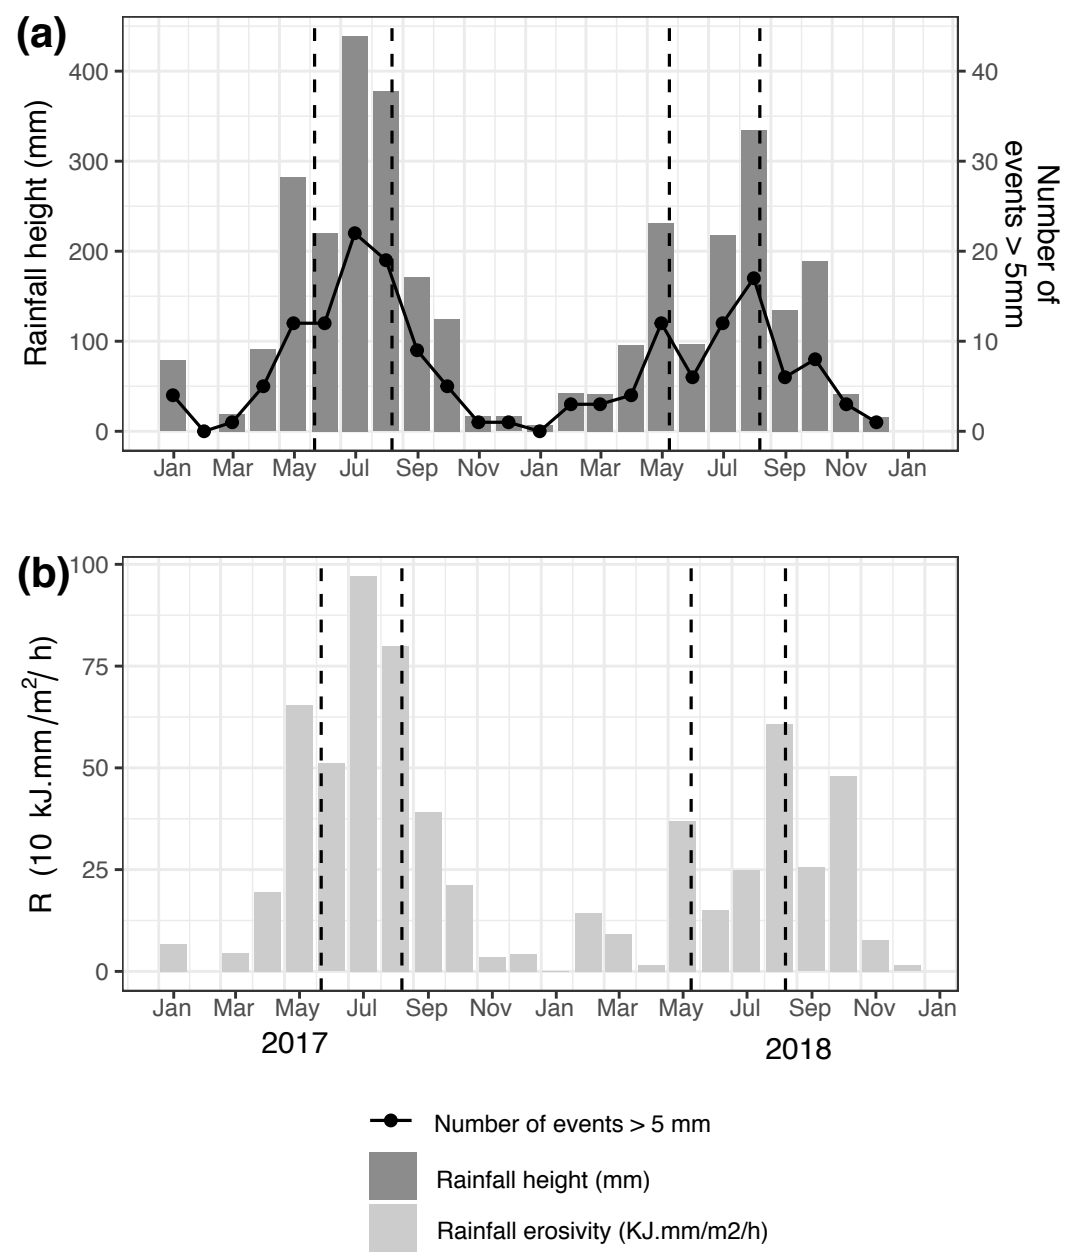 (a)
Rainfall height (mm)
400
300
200
100
0
40
30
20
10
0
Number of
events > 5mm
Jan Mar May Jul Sep Nov Jan Mar May Jul Sep Nov Jan
(b)
R (10 kJ.mm/m²/ h)
100
75
50
25
0
Jan Mar May Jul Sep Nov Jan Mar May Jul Sep Nov Jan
2017 2018
Number of events > 5 mm
Rainfall height (mm)
Rainfall erosivity (KJ.mm/m2/h)